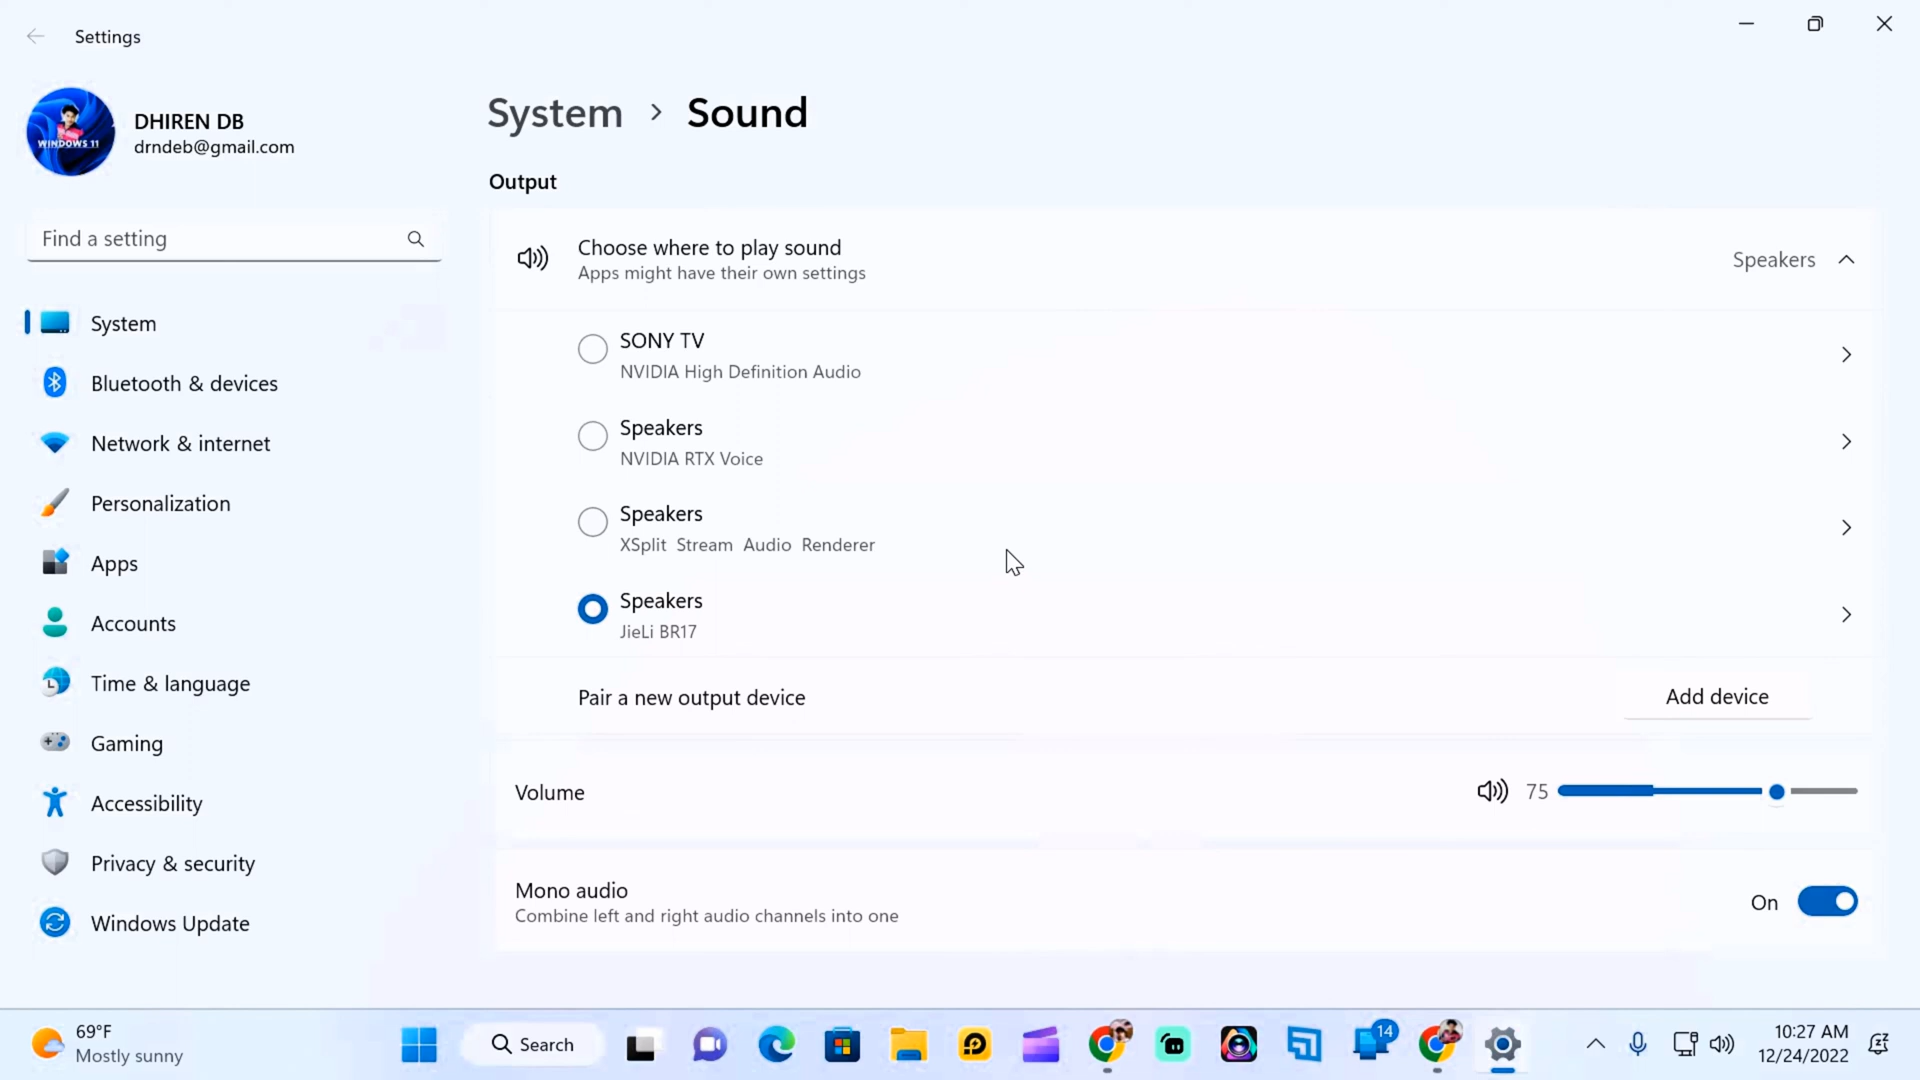 Settings
DHIREN DB
drndeb@gmail.com
WINDOWS 11
Find a setting
System
Bluetooth & devices
Network & internet
Personalization
Apps
Accounts
Time & language
Gaming
Accessibility
Privacy & security
Windows Update
System > Sound
Output
Choose where to play sound
Apps might have their own settings
Speakers
SONY TV
NVIDIA High Definition Audio
Speakers
NVIDIA RTX Voice
Speakers
XSplit Stream Audio Renderer
Speakers
JieLi BR17
Pair a new output device
Add device
Volume
75
Mono audio
Combine left and right audio channels into one
On
69°F
Mostly sunny
Search
14
10:27 AM
12/24/2022